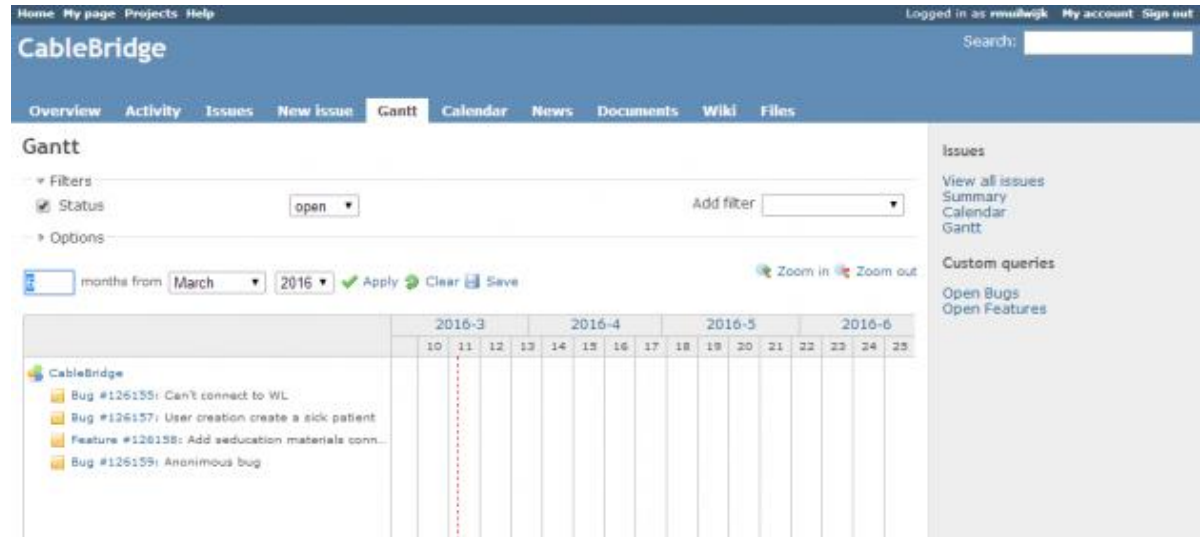 Home My page Projects Help Logged in as rmuilwijk My account Sign out
CableBridge Search:
Overview Activity Issues New issue Gantt Calendar News Documents Wiki Files
Gantt
Filters
Status open Add filter
Options
6 months from March 2016 Apply Clear Save Zoom in Zoom out
2016-3 2016-4 2016-5 2016-6
10 11 12 13 14 15 16 17 18 19 20 21 22 23 24 25
CableBridge
Bug #126155: Can't connect to WL
Bug #126157: User creation create a sick patient
Feature #126158: Add seducation materials conn...
Bug #126159: Anonimous bug
Issues
View all issues
Summary
Calendar
Gantt
Custom queries
Open Bugs
Open Features